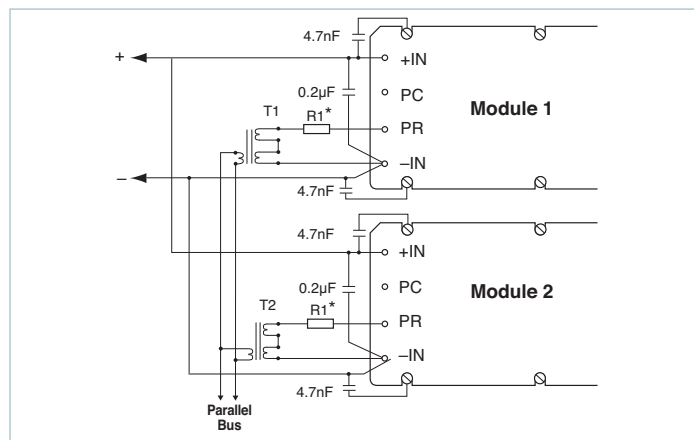 4.7nF
+
+IN
0.2µF
PC
Module 1
T1
R1*
PR
–IN
–
4.7nF
4.7nF
+IN
0.2µF
PC
Module 2
T2
R1*
PR
–IN
4.7nF
Parallel
Bus